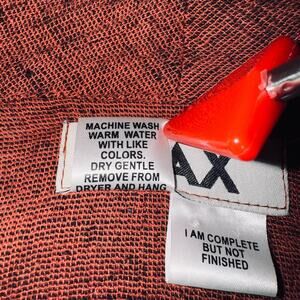 MACHINE WASH
WARM WATER
WITH LIKE
COLORS.
DRY GENTLE
REMOVE FROM
DRYER AND HANG
AX
I AM COMPLETE
BUT NOT
FINISHED